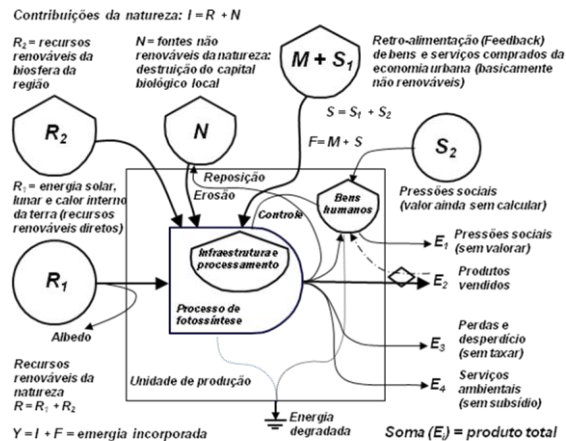 Contribuições da natureza: I = R + N
R₂ = recursos
renováveis da
biosfera da
região
N = fontes não
renováveis da natureza:
destruição do capital
biológico local
M + S₁
Retro-alimentação (Feedback)
de bens e serviços comprados da
economia urbana (basicamente
não renováveis)
S = S₁ + S₂
F = M + S
R₂
N
S₂
Reposição
Erosão
Bens
humanos
Pressões sociais
(valor ainda sem calcular)
R₁ = energia solar,
lunar e calor interno
da terra (recursos
renováveis diretos)
Controle
E₁
Pressões sociais
(sem valorar)
Infraestrutura e
processamento
R₁
E₂
Produtos
vendidos
Processo de
fotossíntese
Albedo
E₃
Perdas e
desperdício
(sem taxar)
Recursos
renováveis da
natureza
R = R₁ + R₂
Unidade de produção
E₄
Serviços
ambientais
(sem subsídio)
Energia
degradada
Y = I + F = emergia incorporada
Soma (Eᵢ) = produto total